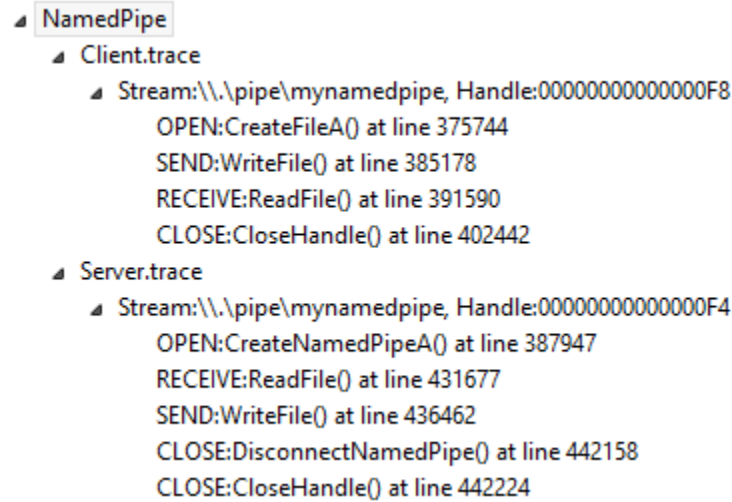 NamedPipe
Client.trace
Stream:\\.\pipe\mynamedpipe, Handle:00000000000000F8
OPEN:CreateFileA() at line 375744
SEND:WriteFile() at line 385178
RECEIVE:ReadFile() at line 391590
CLOSE:CloseHandle() at line 402442
Server.trace
Stream:\\.\pipe\mynamedpipe, Handle:00000000000000F4
OPEN:CreateNamedPipeA() at line 387947
RECEIVE:ReadFile() at line 431677
SEND:WriteFile() at line 436462
CLOSE:DisconnectNamedPipe() at line 442158
CLOSE:CloseHandle() at line 442224